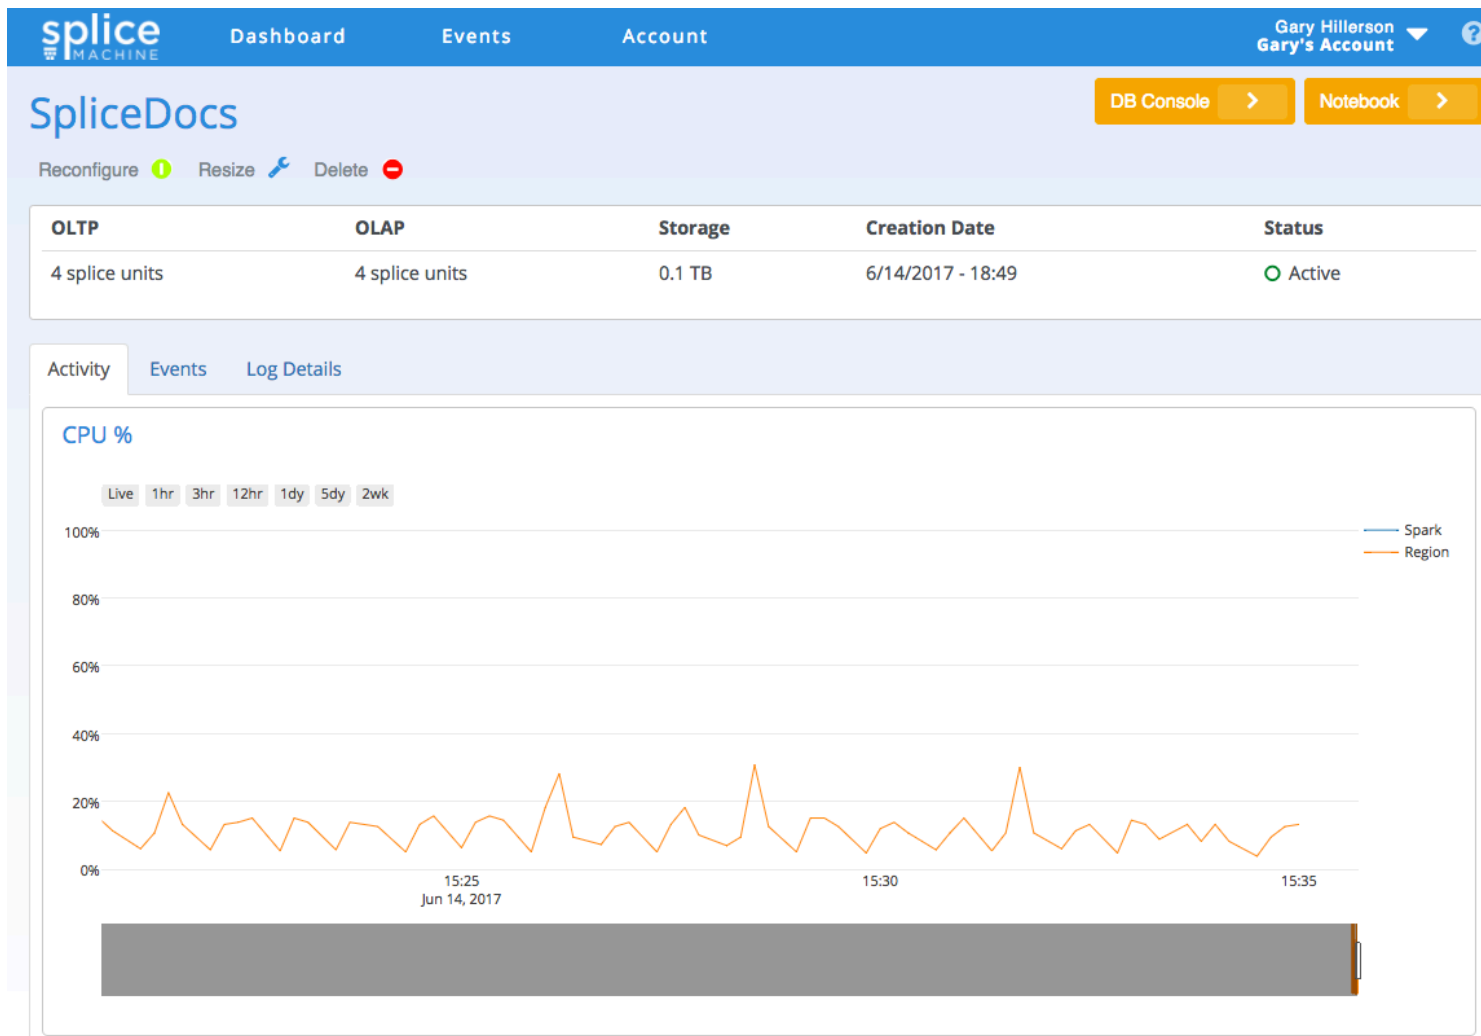 splice
MACHINE
Dashboard Events Account
Gary Hillerson
Gary's Account
?
SpliceDocs
DB Console
Notebook
Reconfigure Resize Delete
OLTP OLAP Storage Creation Date Status
4 splice units 4 splice units 0.1 TB 6/14/2017 - 18:49 Active
Activity Events Log Details
CPU %
Live 1hr 3hr 12hr 1dy 5dy 2wk
100%
80%
60%
40%
20%
0%
Spark
Region
15:25 15:30 15:35
Jun 14, 2017